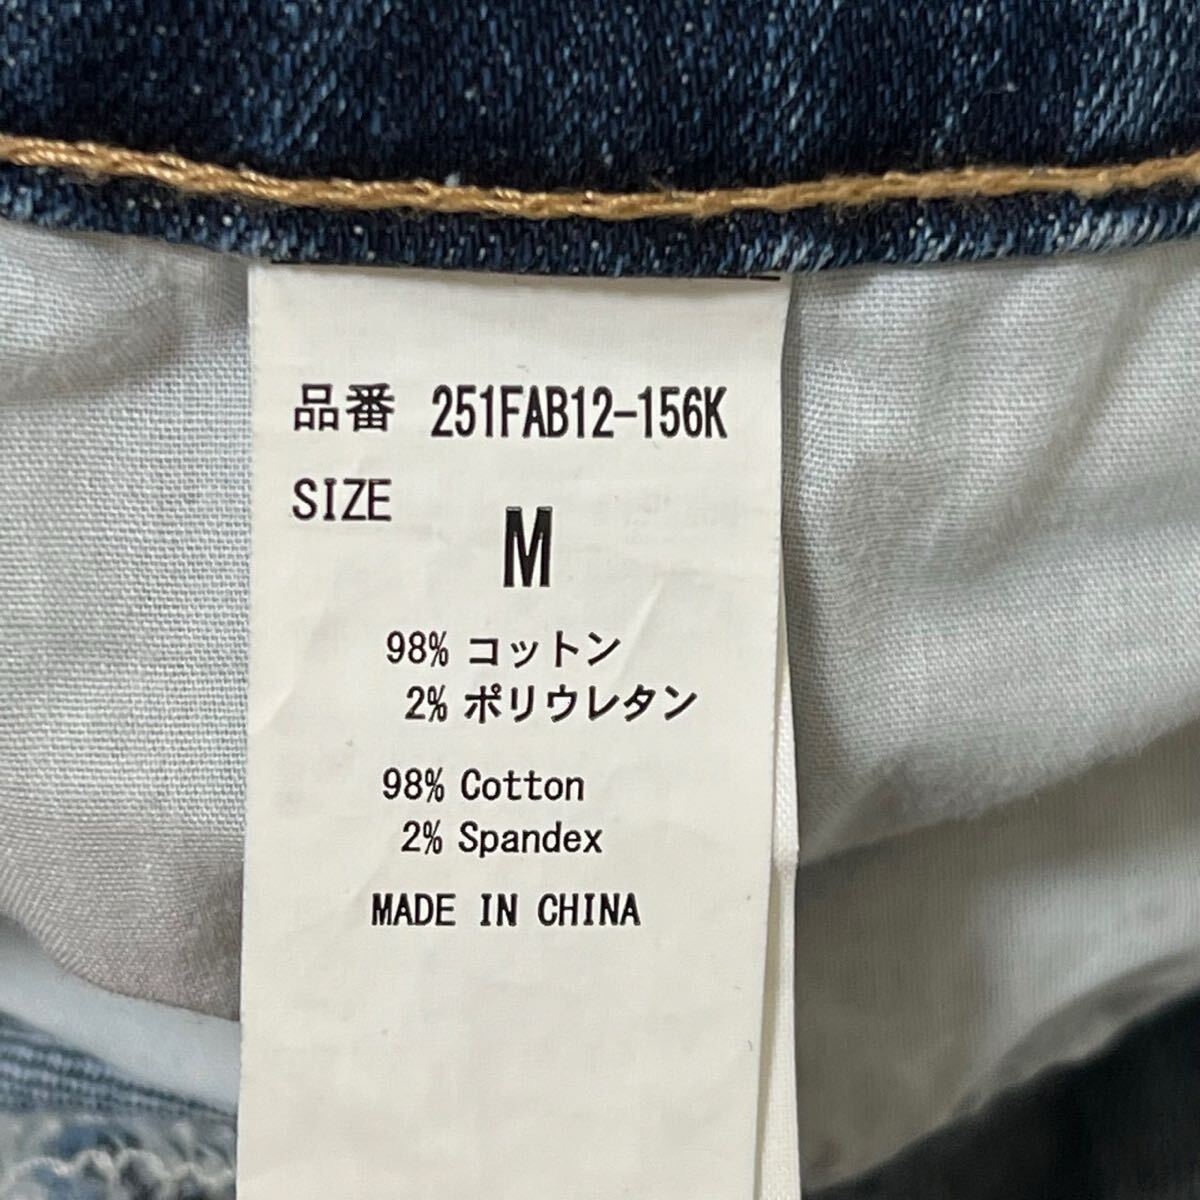 品番 251FAB12-156K
SIZE
M
98% コットン
2% ポリウレタン
98% Cotton
2% Spandex
MADE IN CHINA